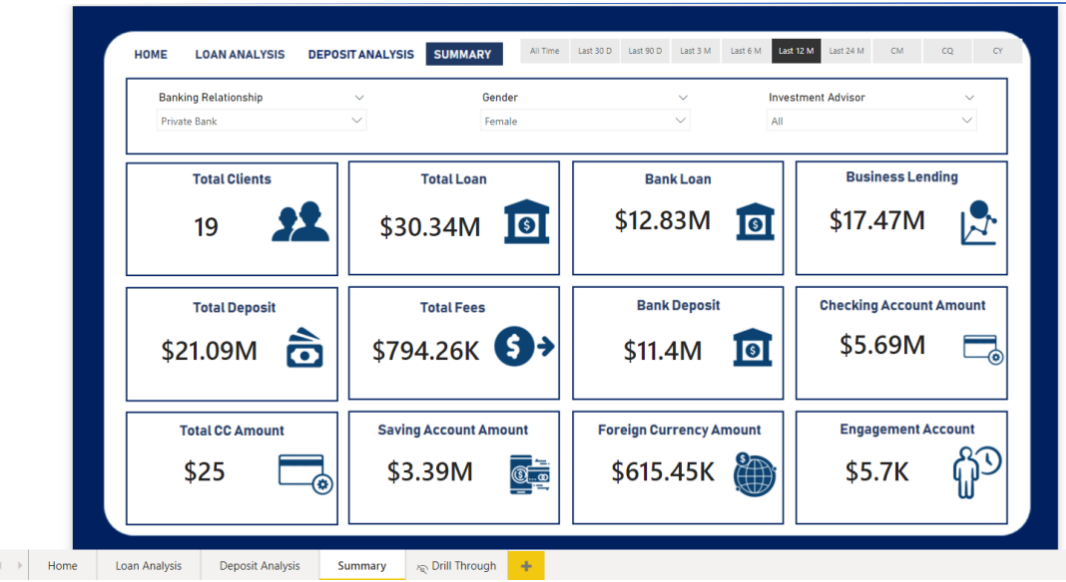 HOME LOAN ANALYSIS DEPOSIT ANALYSIS SUMMARY All Time Last 30 D Last 90 D Last 3 M Last 6 M Last 12 M Last 24 M CM CQ CY
Banking Relationship Gender Investment Advisor
Private Bank Female All
Total Clients Total Loan Bank Loan Business Lending
19 $30.34M $12.83M $17.47M
Total Deposit Total Fees Bank Deposit Checking Account Amount
$21.09M $794.26K $11.4M $5.69M
Total CC Amount Saving Account Amount Foreign Currency Amount Engagement Account
$25 $3.39M $615.45K $5.7K
Home Loan Analysis Deposit Analysis Summary Drill Through +